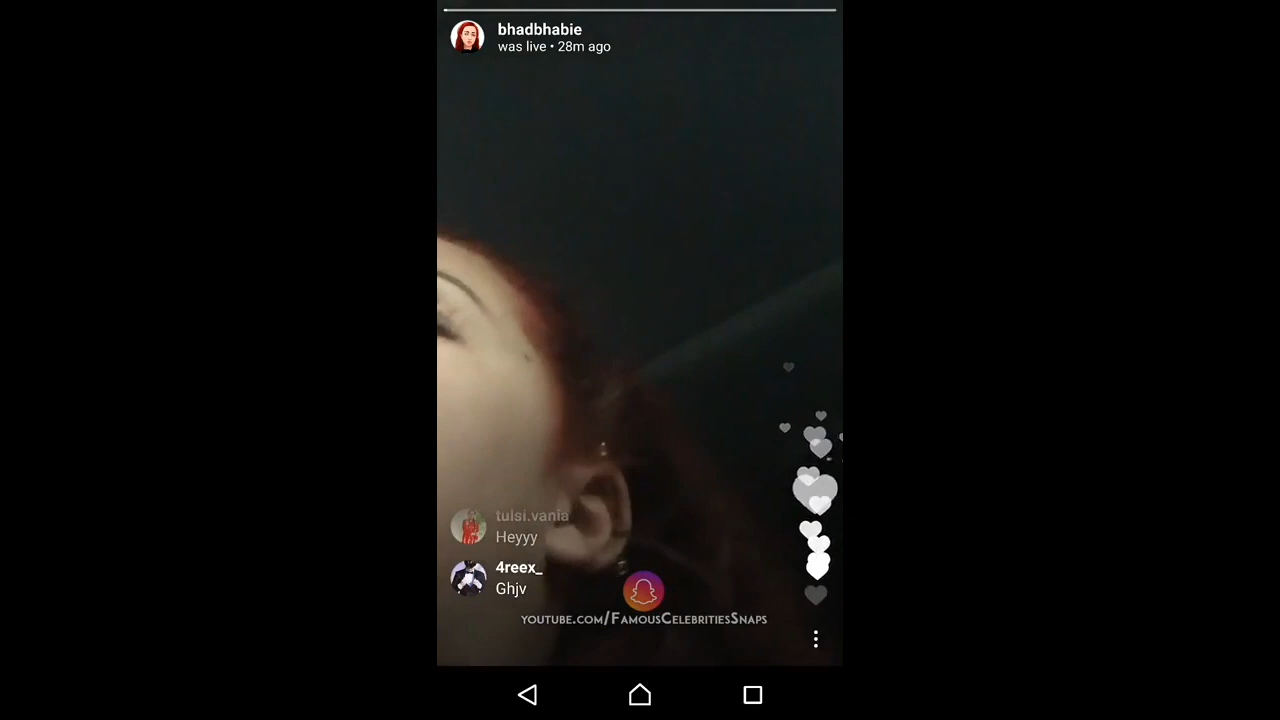 bhadbhabie
was live • 28m ago
tulsi.vania
Heyyy
4reex_
Ghjv
youtube.com/FamousCelebritiesSnaps